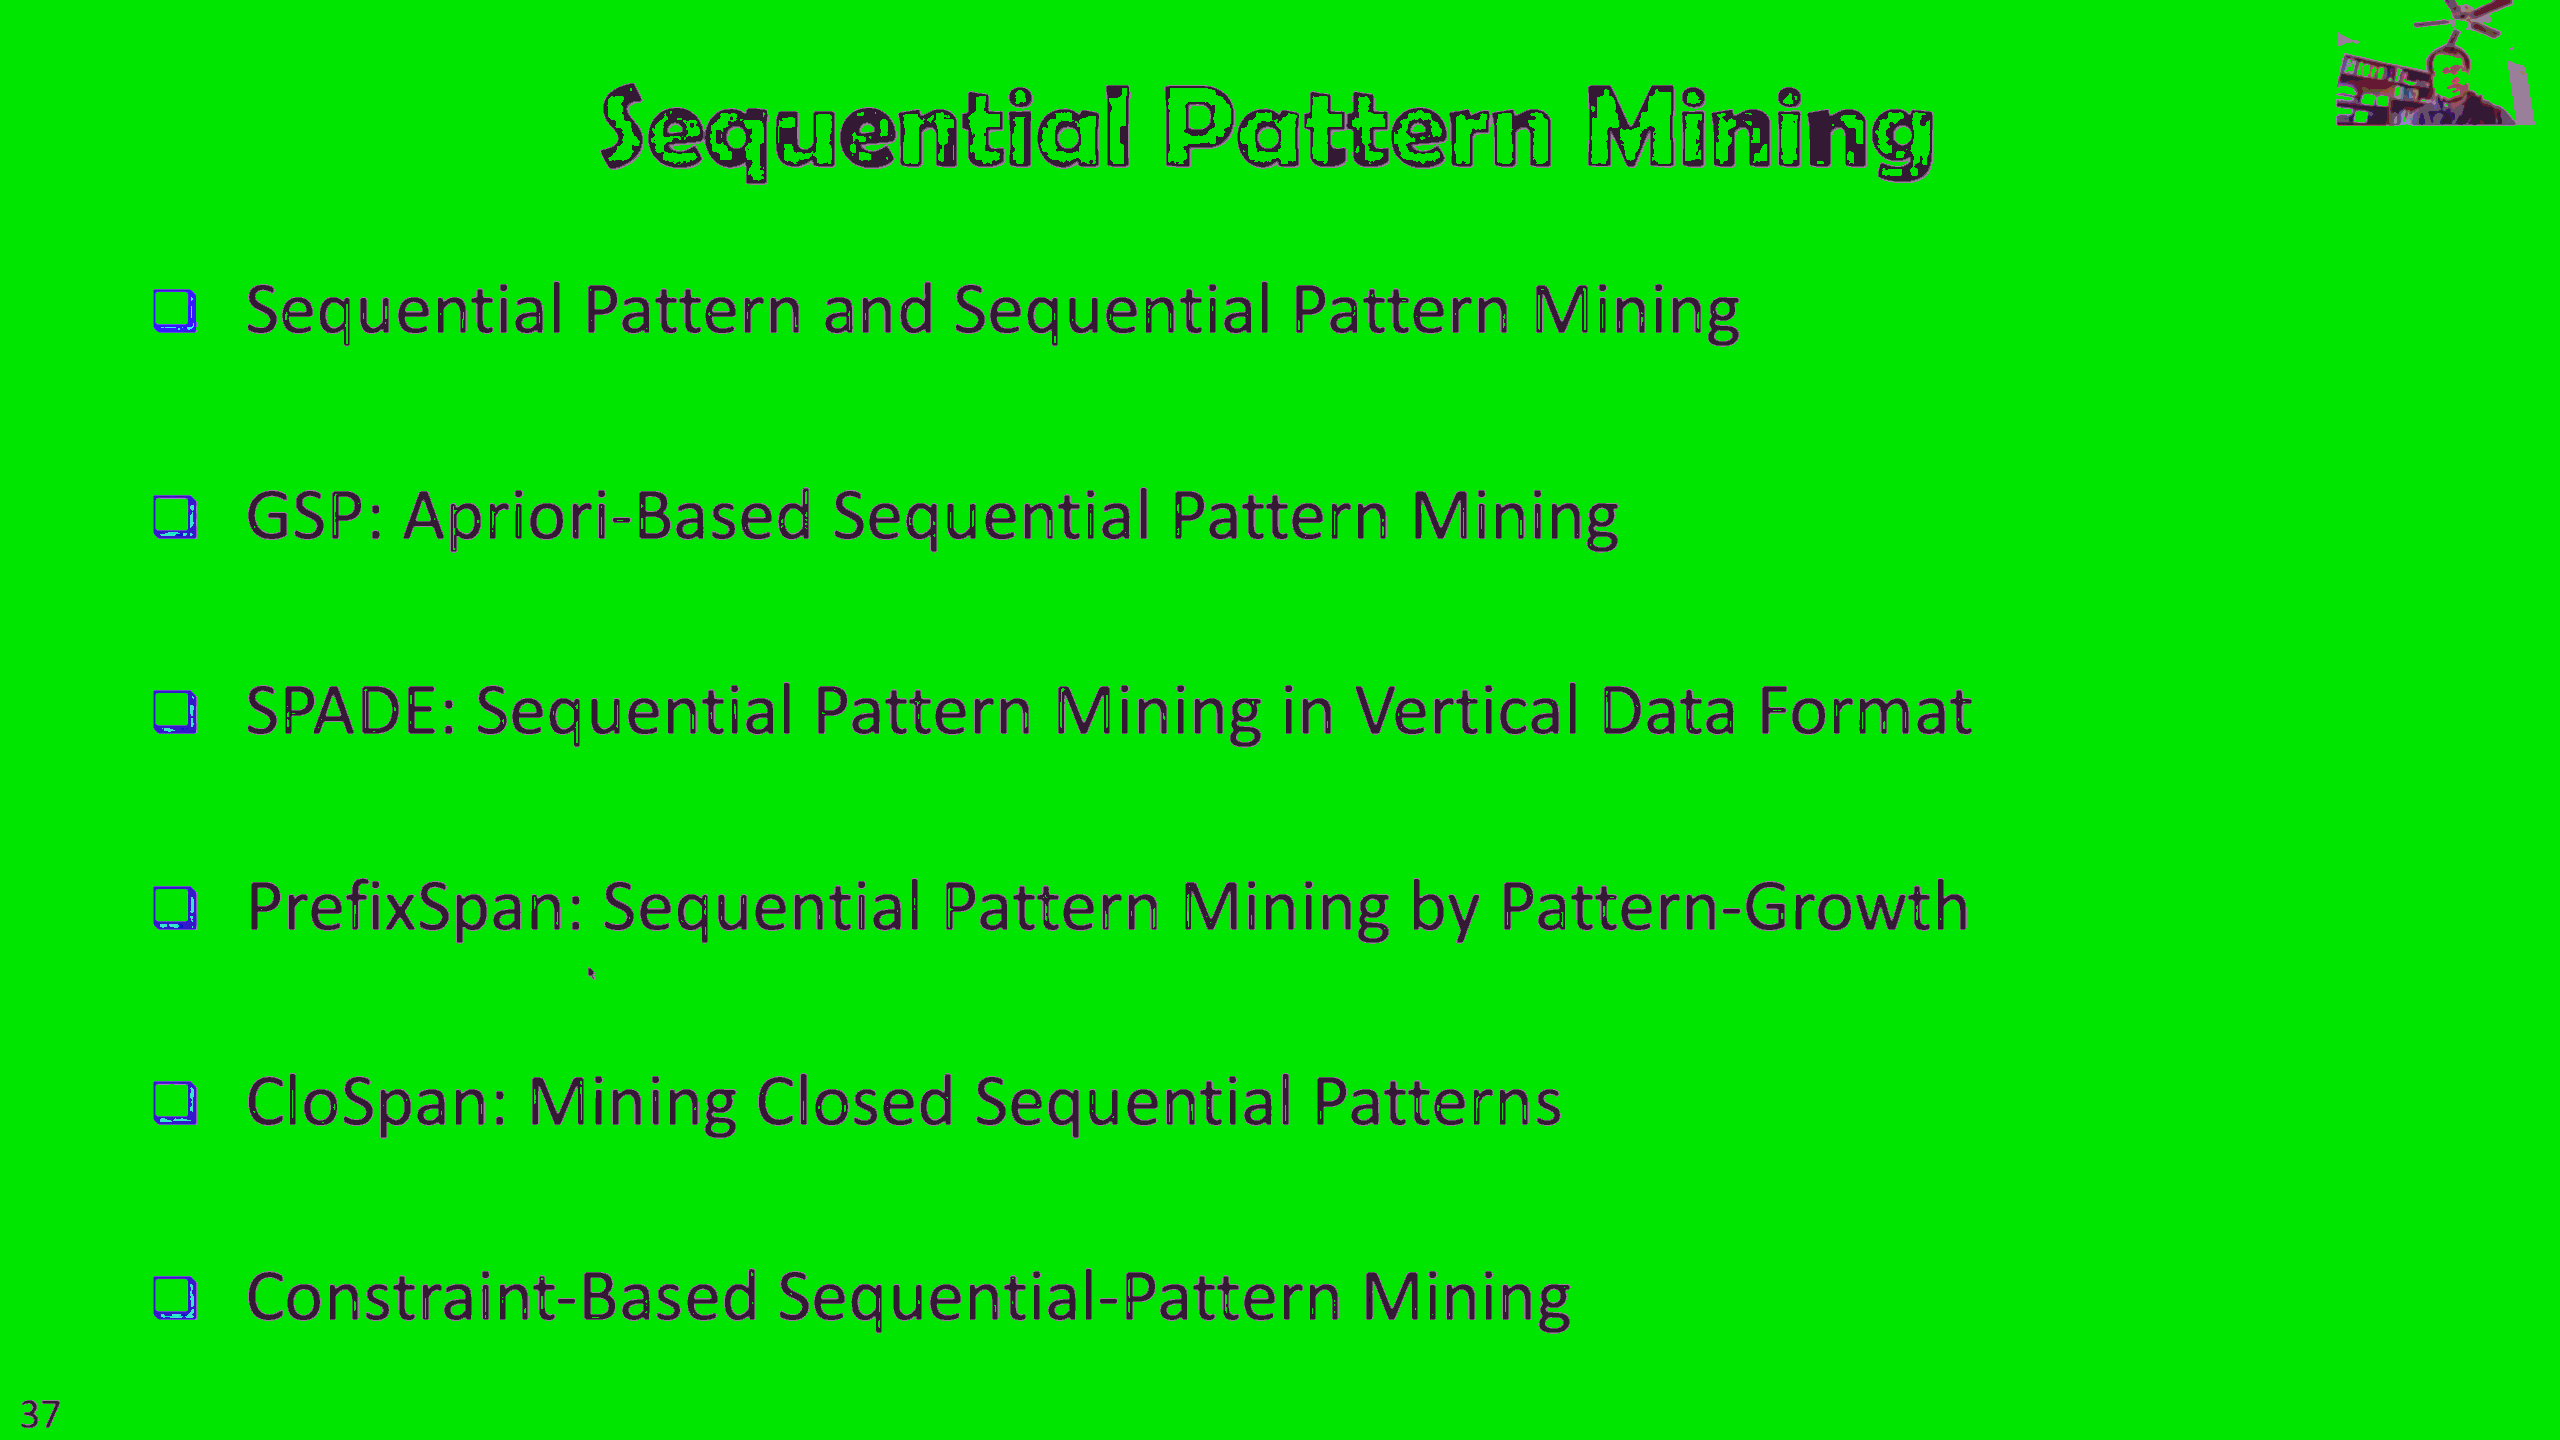 Sequential Pattern Mining
Sequential Pattern and Sequential Pattern Mining
GSP: Apriori-Based Sequential Pattern Mining
SPADE: Sequential Pattern Mining in Vertical Data Format
PrefixSpan: Sequential Pattern Mining by Pattern-Growth
CloSpan: Mining Closed Sequential Patterns
Constraint-Based Sequential-Pattern Mining
37